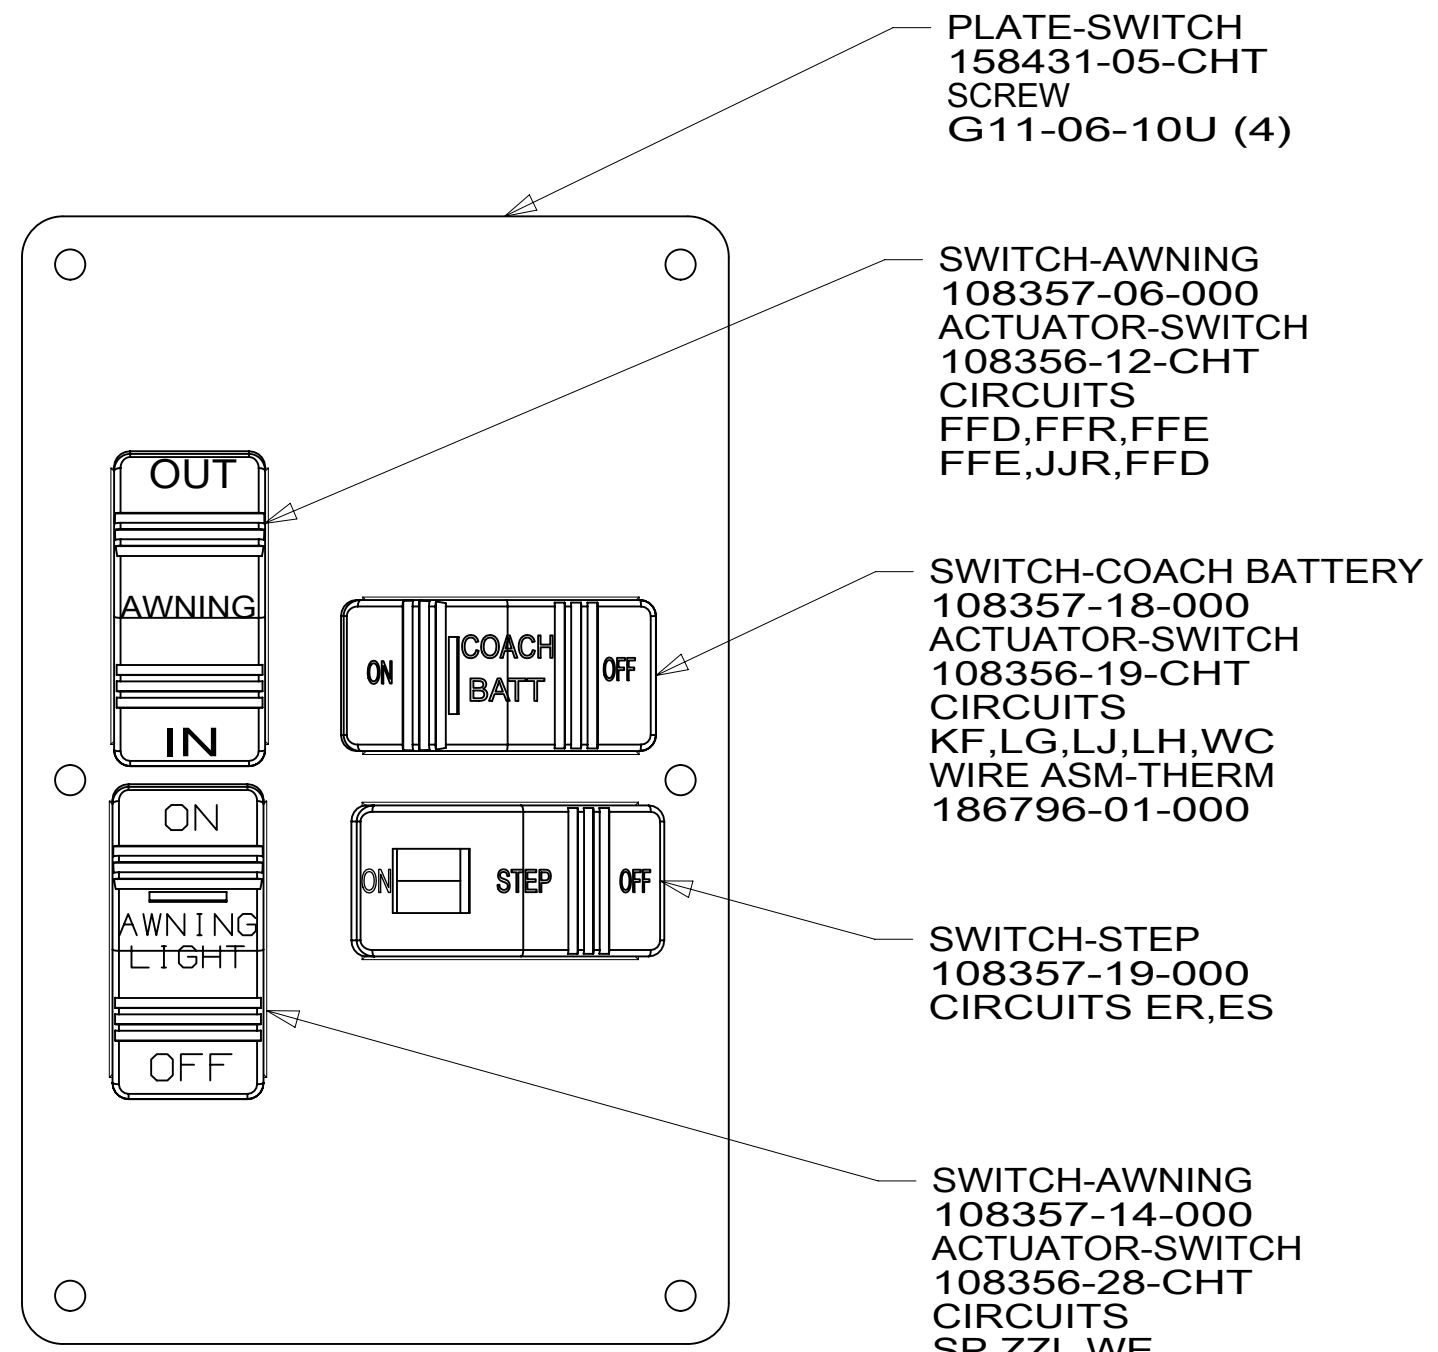 PLATE-SWITCH
158431-05-CHT
SCREW
G11-06-10U (4)
SWITCH-AWNING
108357-06-000
ACTUATOR-SWITCH
108356-12-CHT
CIRCUITS
FFD,FFR,FFE
FFE,JJR,FFD
OUT
AWNING
IN
SWITCH-COACH BATTERY
108357-18-000
ACTUATOR-SWITCH
108356-19-CHT
CIRCUITS
KF,LG,LJ,LH,WC
WIRE ASM-THERM
186796-01-000
ON
COACH
BATT
OFF
ON
AWNING
LIGHT
OFF
ON STEP OFF
SWITCH-STEP
108357-19-000
CIRCUITS ER,ES
SWITCH-AWNING
108357-14-000
ACTUATOR-SWITCH
108356-28-CHT
CIRCUITS